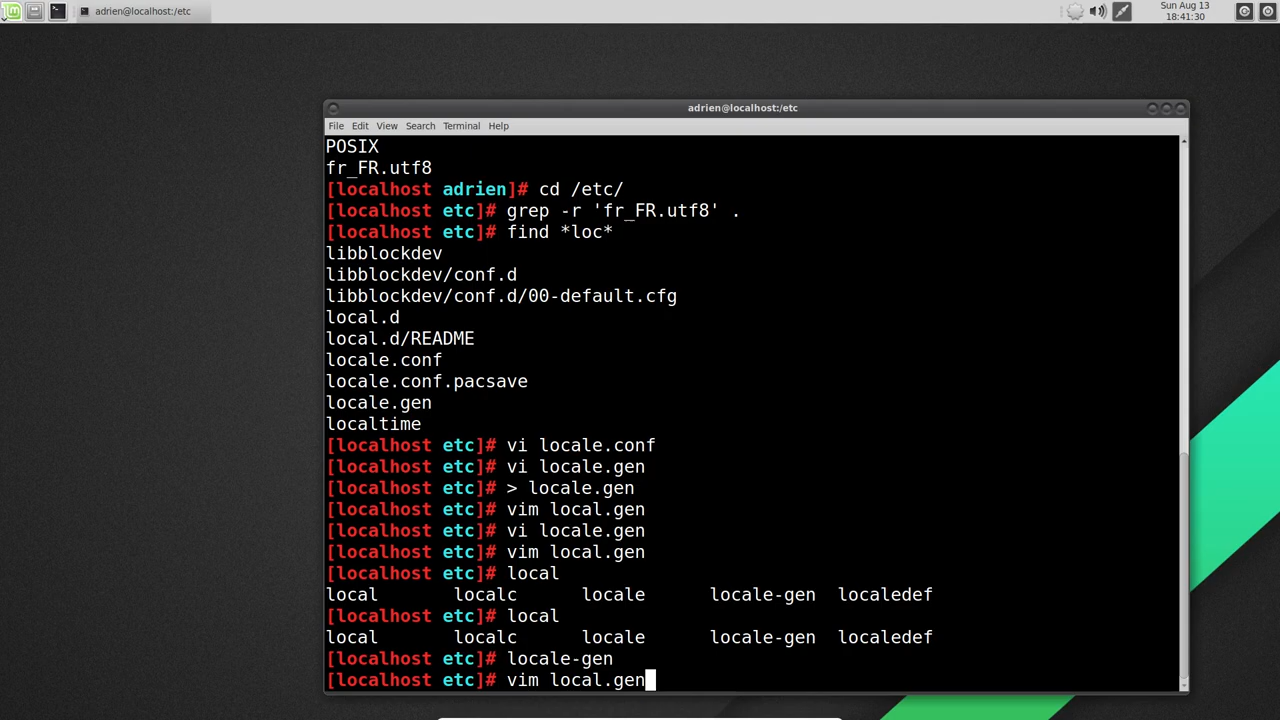 adrien@localhost:/etc
Sun Aug 13
18:41:30
adrien@localhost:/etc
File Edit View Search Terminal Help
POSIX
fr_FR.utf8
[localhost adrien]# cd /etc/
[localhost etc]# grep -r 'fr_FR.utf8' .
[localhost etc]# find *loc*
libblockdev
libblockdev/conf.d
libblockdev/conf.d/00-default.cfg
local.d
local.d/README
locale.conf
locale.conf.pacsave
locale.gen
localtime
[localhost etc]# vi locale.conf
[localhost etc]# vi locale.gen
[localhost etc]# > locale.gen
[localhost etc]# vim local.gen
[localhost etc]# vi locale.gen
[localhost etc]# vim local.gen
[localhost etc]# local
local localc locale locale-gen localedef
[localhost etc]# local
local localc locale locale-gen localedef
[localhost etc]# locale-gen
[localhost etc]# vim local.gen